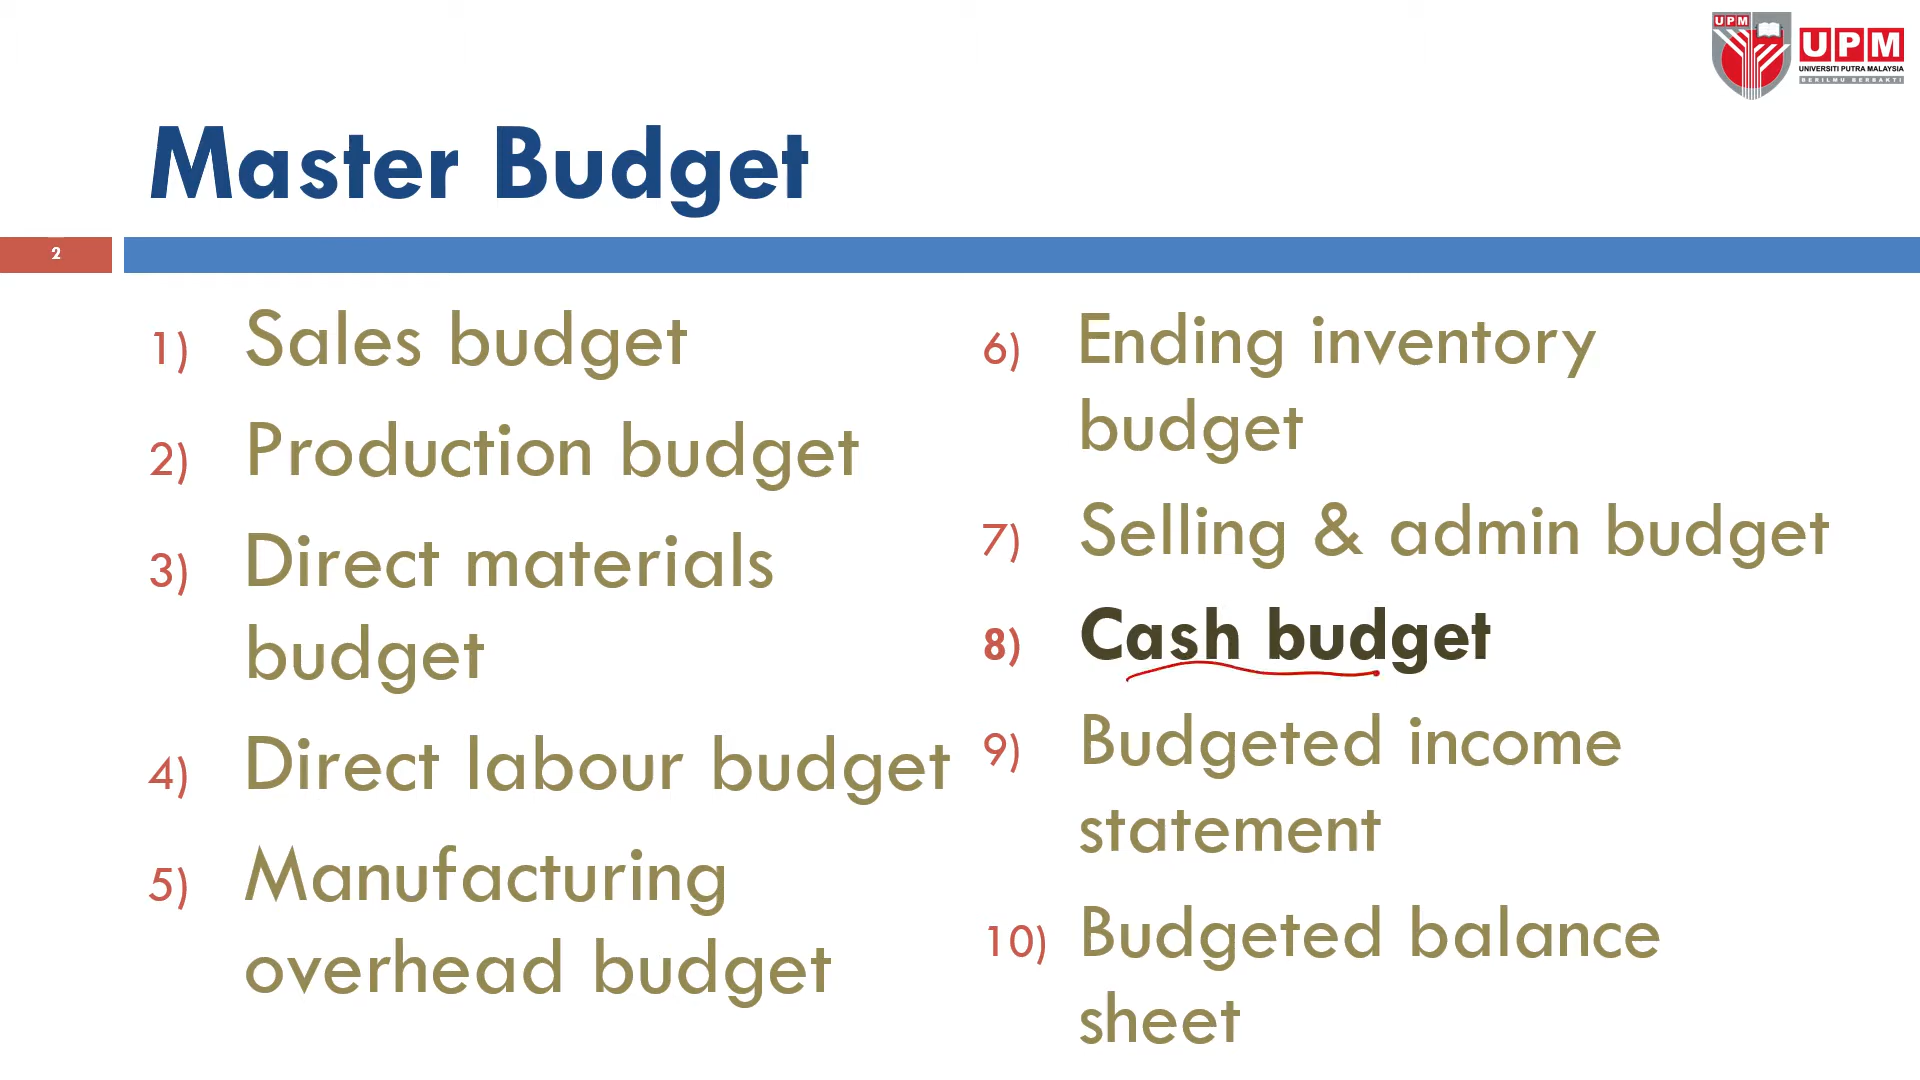 UPM
UPM
UNIVERSITI PUTRA MALAYSIA
BERILMU BERBAKTI
Master Budget
2
1) Sales budget
2) Production budget
3) Direct materials
budget
4) Direct labour budget
5) Manufacturing
overhead budget
6) Ending inventory
budget
7) Selling & admin budget
8) Cash budget
9) Budgeted income
statement
10) Budgeted balance
sheet